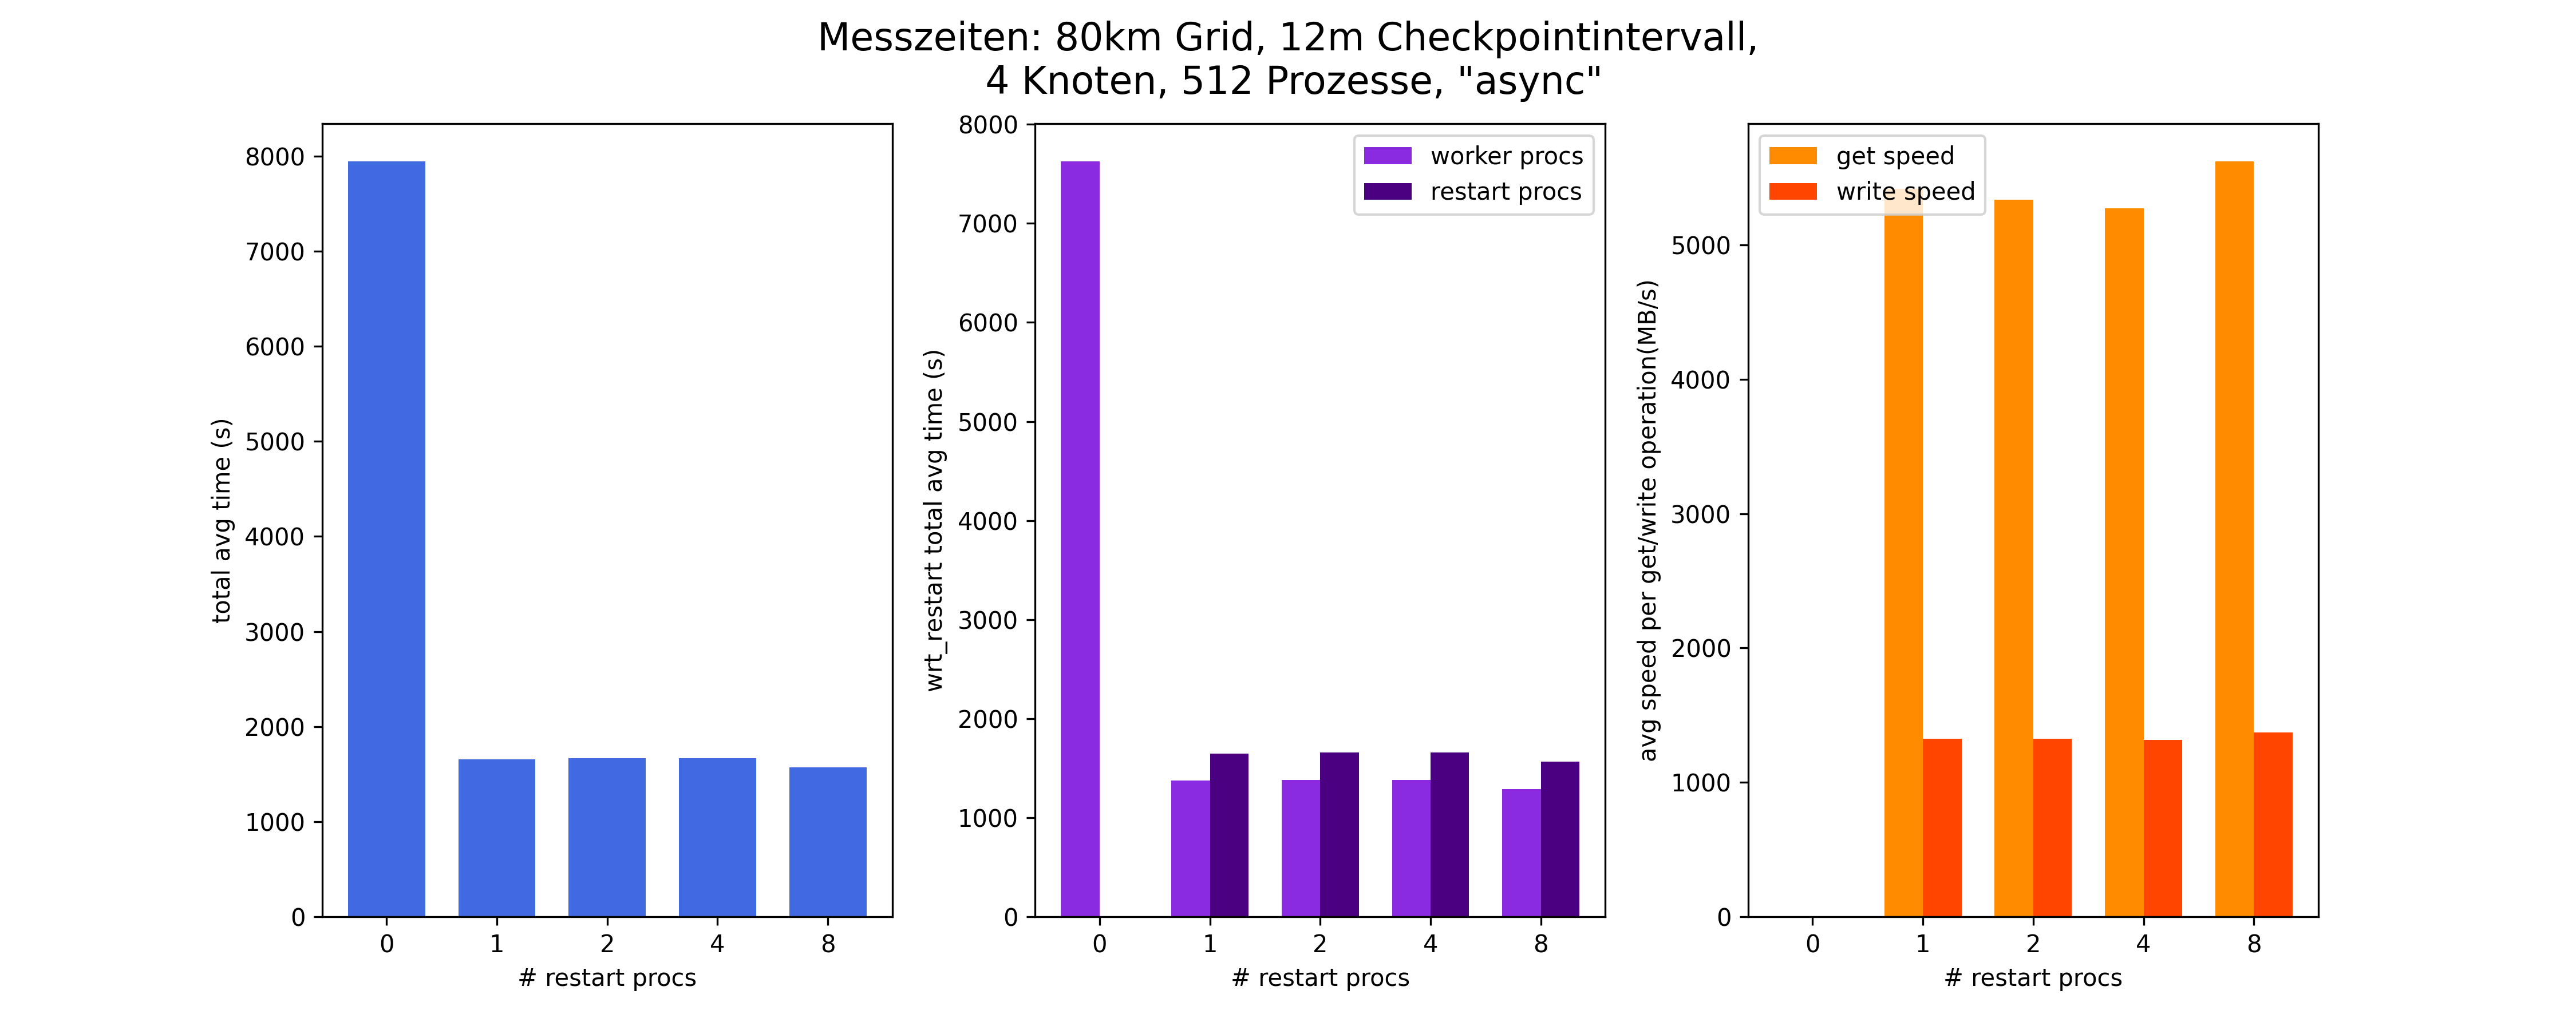 Messzeiten: 80km Grid, 12m Checkpointintervall,
4 Knoten, 512 Prozesse, "async"
total avg time (s)
8000
7000
6000
5000
4000
3000
2000
1000
0
0 1 2 4 8
# restart procs
wrt_restart total avg time (s)
8000
7000
6000
5000
4000
3000
2000
1000
0
worker procs
restart procs
0 1 2 4 8
# restart procs
avg speed per get/write operation(MB/s)
5000
4000
3000
2000
1000
0
get speed
write speed
0 1 2 4 8
# restart procs